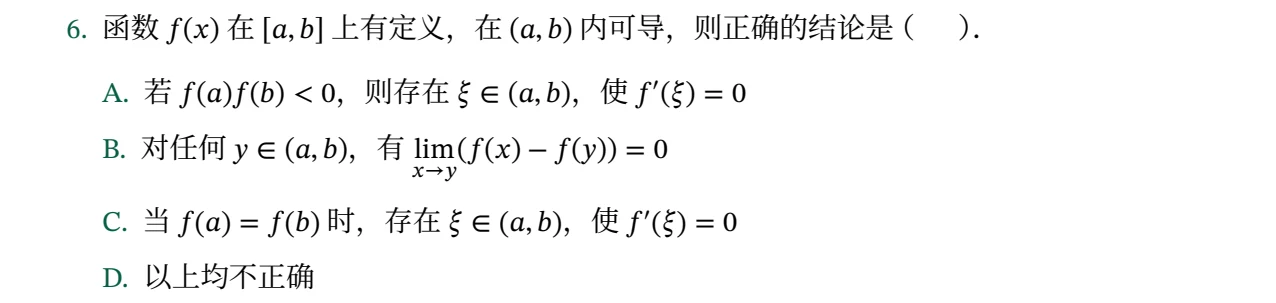 6. 函数 f(x) 在 [a, b] 上有定义，在 (a, b) 内可导，则正确的结论是（ ）.
A. 若 f(a)f(b) < 0，则存在 ξ ∈ (a, b)，使 f′(ξ) = 0
B. 对任何 y ∈ (a, b)，有 lim_{x→y}(f(x) − f(y)) = 0
C. 当 f(a) = f(b) 时，存在 ξ ∈ (a, b)，使 f′(ξ) = 0
D. 以上均不正确